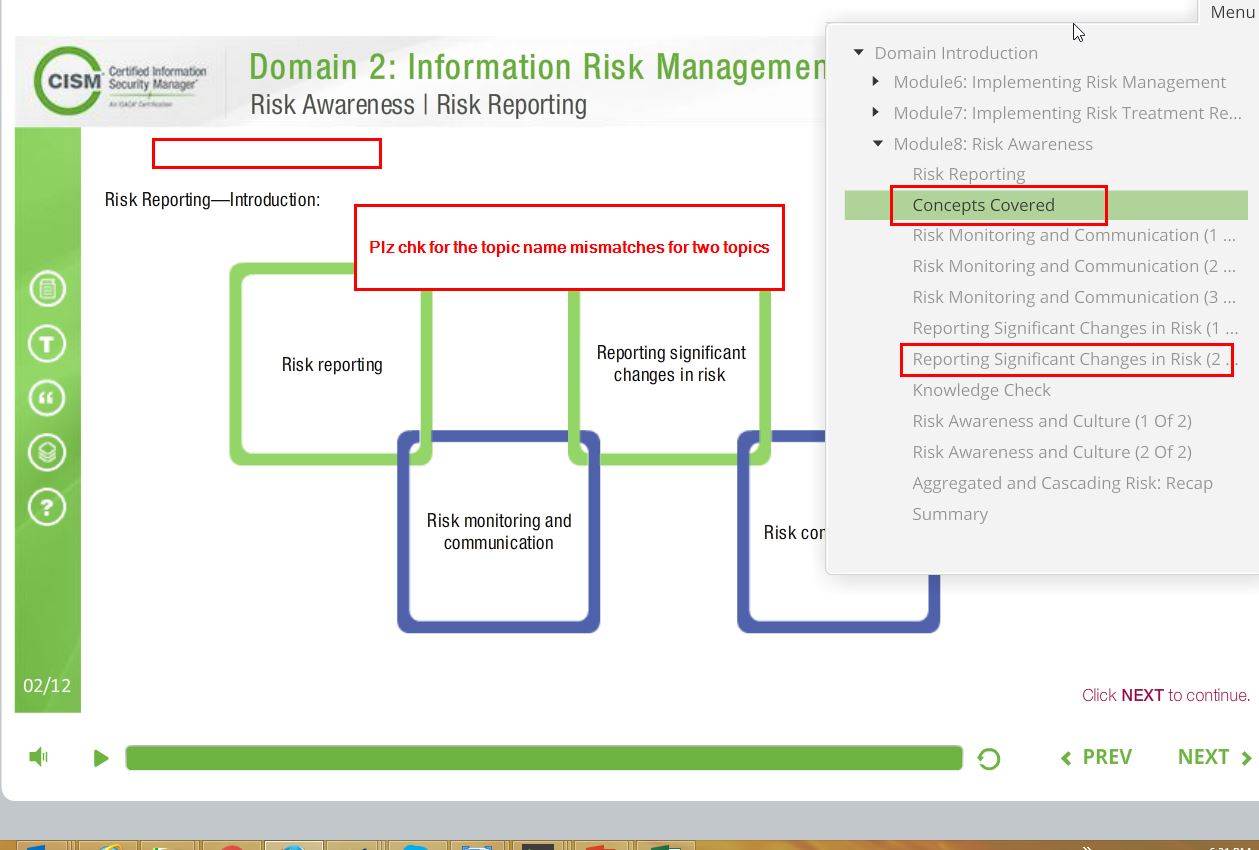 Menu
CISM
Certified Information
Security Manager®
An ISACA® Certification
Domain 2: Information Risk Managemen
Risk Awareness | Risk Reporting
Risk Reporting—Introduction:
Plz chk for the topic name mismatches for two topics
Risk reporting
Reporting significant
changes in risk
Risk monitoring and
communication
Risk cor
Domain Introduction
Module6: Implementing Risk Management
Module7: Implementing Risk Treatment Re...
Module8: Risk Awareness
Risk Reporting
Concepts Covered
Risk Monitoring and Communication (1 ...
Risk Monitoring and Communication (2 ...
Risk Monitoring and Communication (3 ...
Reporting Significant Changes in Risk (1 ...
Reporting Significant Changes in Risk (2 ...
Knowledge Check
Risk Awareness and Culture (1 Of 2)
Risk Awareness and Culture (2 Of 2)
Aggregated and Cascading Risk: Recap
Summary
T
?
02/12
Click NEXT to continue.
PREV
NEXT